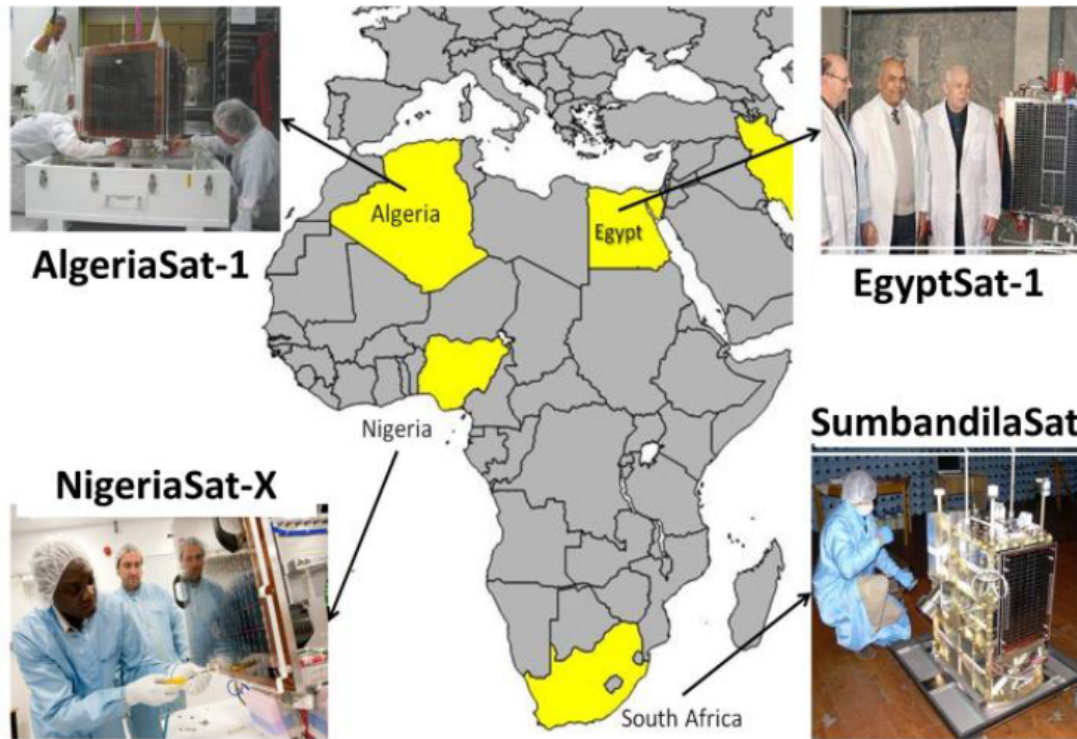 AlgeriaSat-1
Algeria
Egypt
EgyptSat-1
Nigeria
NigeriaSat-X
SumbandilaSat
South Africa